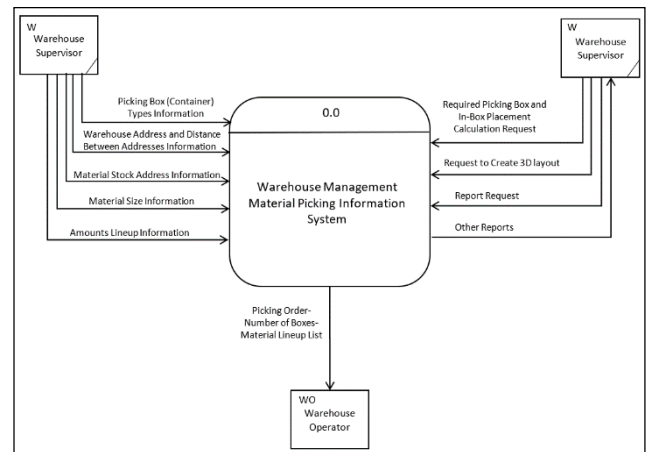 W
Warehouse
Supervisor
W
Warehouse
Supervisor
Picking Box (Container)
Types Information
Warehouse Address and Distance
Between Addresses Information
Material Stock Address Information
Material Size Information
Amounts Lineup Information
0.0
Warehouse Management
Material Picking Information
System
Required Picking Box and
In-Box Placement
Calculation Request
Request to Create 3D layout
Report Request
Other Reports
Picking Order-
Number of Boxes-
Material Lineup List
WO
Warehouse
Operator